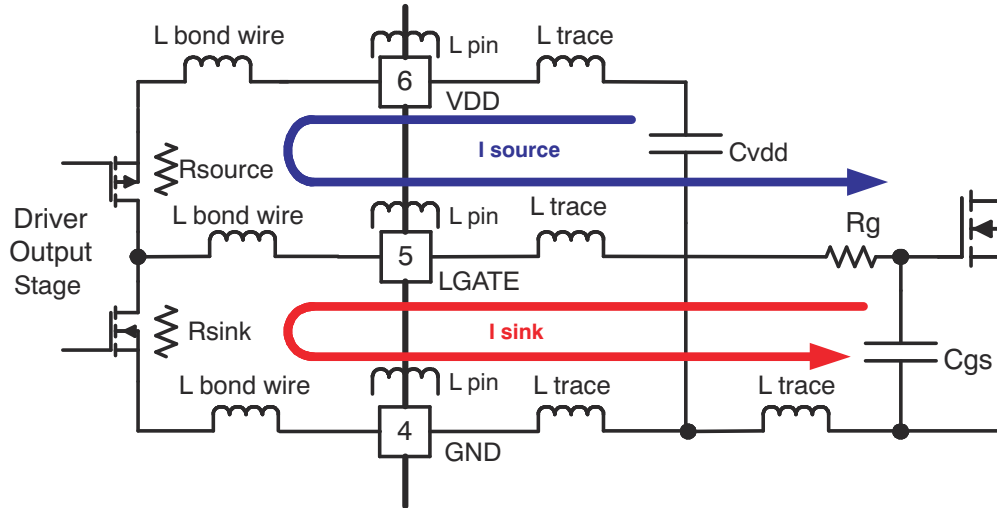 L bond wire
L pin
L trace
6
VDD
I source
Cvdd
Rsource
Driver
Output
Stage
L bond wire
L pin
L trace
Rg
5
LGATE
Rsink
I sink
L bond wire
L pin
L trace
L trace
Cgs
4
GND